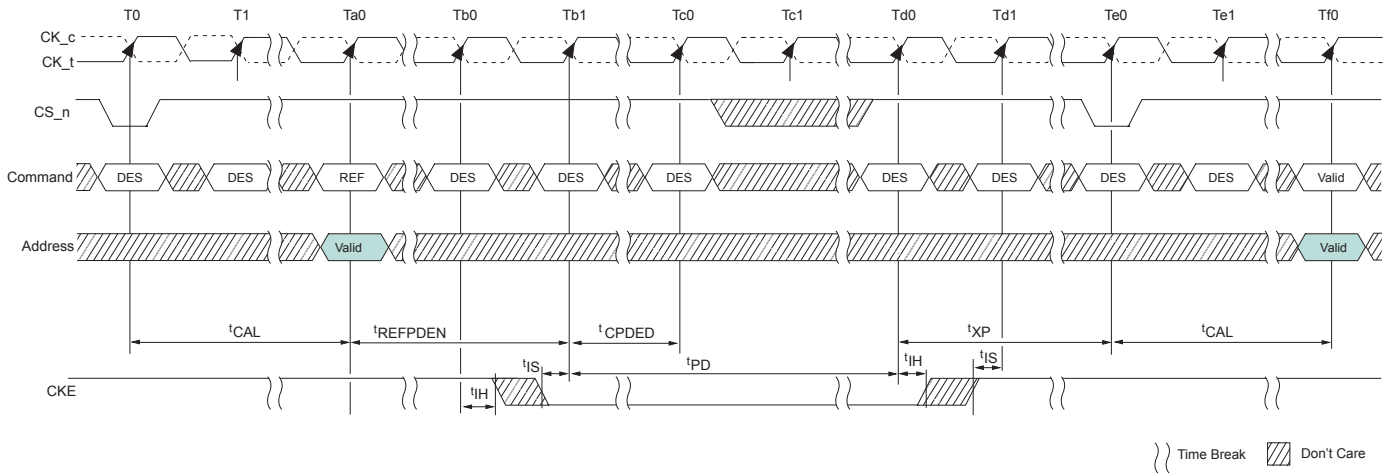 T0 T1 Ta0 Tb0 Tb1 Tc0 Tc1 Td0 Td1 Te0 Te1 Tf0
CK_c
CK_t
CS_n
Command DES DES REF DES DES DES DES DES DES DES Valid
Address Valid Valid
tCAL tREFPDEN tCPDED tXP tCAL
tIS tPD tIH tIS
CKE tIH
Time Break Don't Care